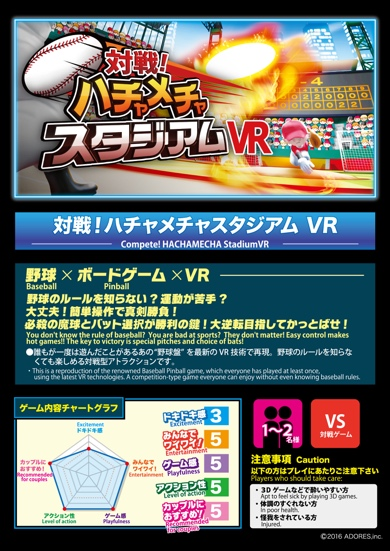 対戦!
ハチャメチャ
スタジアムVR
対戦!ハチャメチャスタジアム VR
Compete! HACHAMECHA StadiumVR
野球×ボードゲーム×VR
Baseball Pinball
野球のルールを知らない?運動が苦手?
大丈夫!簡単操作で真剣勝負!
必殺の魔球とバット選択が勝利の鍵!大逆転目指してかっとばせ!
You don't know the rule of baseball? You are bad at sports? They don't matter! Easy control makes
hot games!! The key to victory is special pitches and choice of bats!
●誰もが一度は遊んだことがあるあの“野球盤”を最新のVR技術で再現。野球のルールを知らな
くても楽しめる対戦型アトラクションです。
・This is a reproduction of the renowned Baseball Pinball game, which everyone has played at least once,
using the latest VR technologies. A competition-type game everyone can enjoy without even knowing baseball rules.
ゲーム内容チャートグラフ
Excitement
ドキドキ感
カップルに
おすすめ!
Recommended
for couples
みんなで
ワイワイ!
Entertainment
アクション性
Level of action
ゲーム感
Playfulness
ドキドキ感 3
Excitement
みんなで
ワイワイ! 5
Entertainment
ゲーム感 5
Playfulness
アクション性 5
Level of action
カップルに
おすすめ! 5
Recommended
for couples
1~2名様
VS
対戦ゲーム
注意事項 Caution
以下の方はプレイにあたりご注意下さい
Players who should take care:
・3Dゲームなどで酔いやすい方
Apt to feel sick by playing 3D games.
・体調のすぐれない方
In poor health.
・怪我をされている方
Injured.
©2016 ADORES,inc.